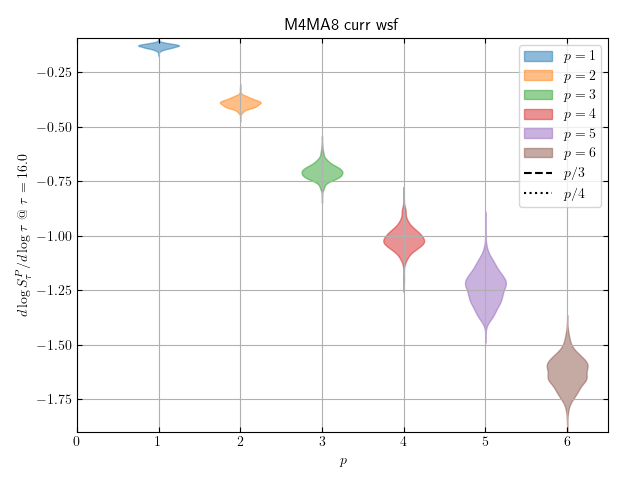 M4MA8 curr wsf
d log S_τ^P / d log τ @ τ = 16.0
−0.25
−0.50
−0.75
−1.00
−1.25
−1.50
−1.75
0 1 2 3 4 5 6
p
p = 1
p = 2
p = 3
p = 4
p = 5
p = 6
p/3
p/4